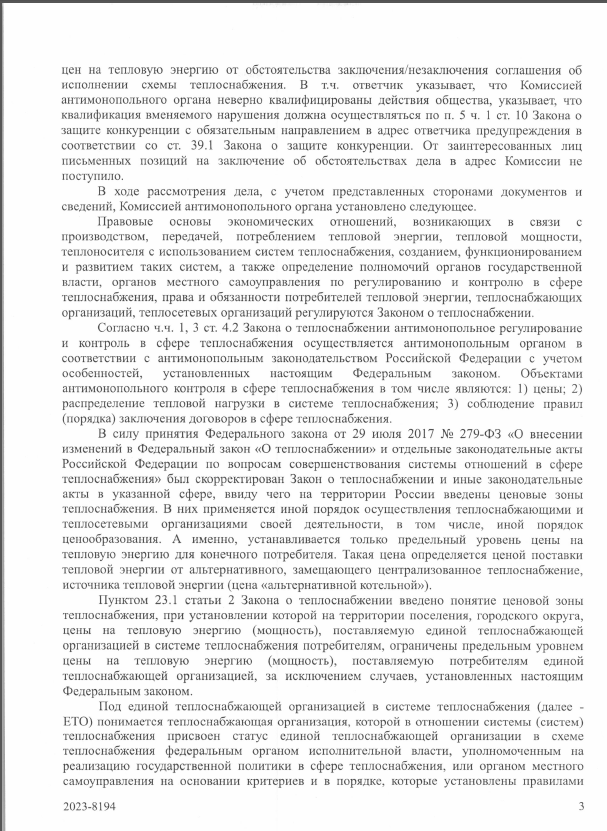 цен на тепловую энергию от обстоятельства заключения/незаключения соглашения об
исполнении схемы теплоснабжения. В т.ч. ответчик указывает, что Комиссией
антимонопольного органа неверно квалифицированы действия общества, указывает, что
квалификация вменяемого нарушения должна осуществляться по п. 5 ч. 1 ст. 10 Закона о
защите конкуренции с обязательным направлением в адрес ответчика предупреждения в
соответствии со ст. 39.1 Закона о защите конкуренции. От заинтересованных лиц
письменных позиций на заключение об обстоятельствах дела в адрес Комиссии не
поступило.
В ходе рассмотрения дела, с учетом представленных сторонами документов и
сведений, Комиссией антимонопольного органа установлено следующее.
Правовые основы экономических отношений, возникающих в связи с
производством, передачей, потреблением тепловой энергии, тепловой мощности,
теплоносителя с использованием систем теплоснабжения, созданием, функционированием
и развитием таких систем, а также определение полномочий органов государственной
власти, органов местного самоуправления по регулированию и контролю в сфере
теплоснабжения, права и обязанности потребителей тепловой энергии, теплоснабжающих
организаций, теплосетевых организаций регулируются Законом о теплоснабжении.
Согласно ч.ч. 1, 3 ст. 4.2 Закона о теплоснабжении антимонопольное регулирование
и контроль в сфере теплоснабжения осуществляется антимонопольным органом в
соответствии с антимонопольным законодательством Российской Федерации с учетом
особенностей, установленных настоящим Федеральным законом. Объектами
антимонопольного контроля в сфере теплоснабжения в том числе являются: 1) цены; 2)
распределение тепловой нагрузки в системе теплоснабжения; 3) соблюдение правил
(порядка) заключения договоров в сфере теплоснабжения.
В силу принятия Федерального закона от 29 июля 2017 № 279-ФЗ «О внесении
изменений в Федеральный закон «О теплоснабжении» и отдельные законодательные акты
Российской Федерации по вопросам совершенствования системы отношений в сфере
теплоснабжения» был скорректирован Закон о теплоснабжении и иные законодательные
акты в указанной сфере, ввиду чего на территории России введены ценовые зоны
теплоснабжения. В них применяется иной порядок осуществления теплоснабжающими и
теплосетевыми организациями своей деятельности, в том числе, иной порядок
ценообразования. А именно, устанавливается только предельный уровень цены на
тепловую энергию для конечного потребителя. Такая цена определяется ценой поставки
тепловой энергии от альтернативного, замещающего централизованное теплоснабжение,
источника тепловой энергии (цена «альтернативной котельной»).
Пунктом 23.1 статьи 2 Закона о теплоснабжении введено понятие ценовой зоны
теплоснабжения, при установлении которой на территории поселения, городского округа,
цены на тепловую энергию (мощность), поставляемую единой теплоснабжающей
организацией в системе теплоснабжения потребителям, ограничены предельным уровнем
цены на тепловую энергию (мощность), поставляемую потребителям единой
теплоснабжающей организацией, за исключением случаев, установленных настоящим
Федеральным законом.
Под единой теплоснабжающей организацией в системе теплоснабжения (далее -
ЕТО) понимается теплоснабжающая организация, которой в отношении системы (систем)
теплоснабжения присвоен статус единой теплоснабжающей организации в схеме
теплоснабжения федеральным органом исполнительной власти, уполномоченным на
реализацию государственной политики в сфере теплоснабжения, или органом местного
самоуправления на основании критериев и в порядке, которые установлены правилами
2023-8194
3